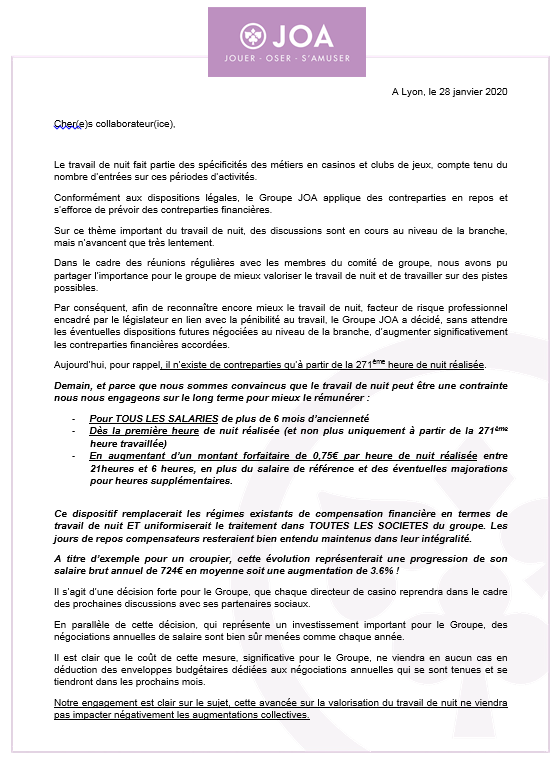 JOA
JOUER - OSER - S'AMUSER
A Lyon, le 28 janvier 2020
Cher(e)s collaborateur(ice),
Le travail de nuit fait partie des spécificités des métiers en casinos et clubs de jeux, compte tenu du
nombre d'entrées sur ces périodes d'activités.
Conformément aux dispositions légales, le Groupe JOA applique des contreparties en repos et
s'efforce de prévoir des contreparties financières.
Sur ce thème important du travail de nuit, des discussions sont en cours au niveau de la branche,
mais n'avancent que très lentement.
Dans le cadre des réunions régulières avec les membres du comité de groupe, nous avons pu
partager l'importance pour le groupe de mieux valoriser le travail de nuit et de travailler sur des pistes
possibles.
Par conséquent, afin de reconnaître encore mieux le travail de nuit, facteur de risque professionnel
encadré par le législateur en lien avec la pénibilité au travail, le Groupe JOA a décidé, sans attendre
les éventuelles dispositions futures négociées au niveau de la branche, d'augmenter significativement
les contreparties financières accordées.
Aujourd'hui, pour rappel, il n'existe de contreparties qu'à partir de la 271ème heure de nuit réalisée.
Demain, et parce que nous sommes convaincus que le travail de nuit peut être une contrainte
nous nous engageons sur le long terme pour mieux le rémunérer :
- Pour TOUS LES SALARIES de plus de 6 mois d'ancienneté
- Dès la première heure de nuit réalisée (et non plus uniquement à partir de la 271ème
heure travaillée)
- En augmentant d'un montant forfaitaire de 0,75€ par heure de nuit réalisée entre
21heures et 6 heures, en plus du salaire de référence et des éventuelles majorations
pour heures supplémentaires.
Ce dispositif remplacerait les régimes existants de compensation financière en termes de
travail de nuit ET uniformiserait le traitement dans TOUTES LES SOCIETES du groupe. Les
jours de repos compensateurs resteraient bien entendu maintenus dans leur intégralité.
A titre d'exemple pour un croupier, cette évolution représenterait une progression de son
salaire brut annuel de 724€ en moyenne soit une augmentation de 3.6% !
Il s'agit d'une décision forte pour le Groupe, que chaque directeur de casino reprendra dans le cadre
des prochaines discussions avec ses partenaires sociaux.
En parallèle de cette décision, qui représente un investissement important pour le Groupe, des
négociations annuelles de salaire sont bien sûr menées comme chaque année.
Il est clair que le coût de cette mesure, significative pour le Groupe, ne viendra en aucun cas en
déduction des enveloppes budgétaires dédiées aux négociations annuelles qui se sont tenues et se
tiendront dans les prochains mois.
Notre engagement est clair sur le sujet, cette avancée sur la valorisation du travail de nuit ne viendra
pas impacter négativement les augmentations collectives.